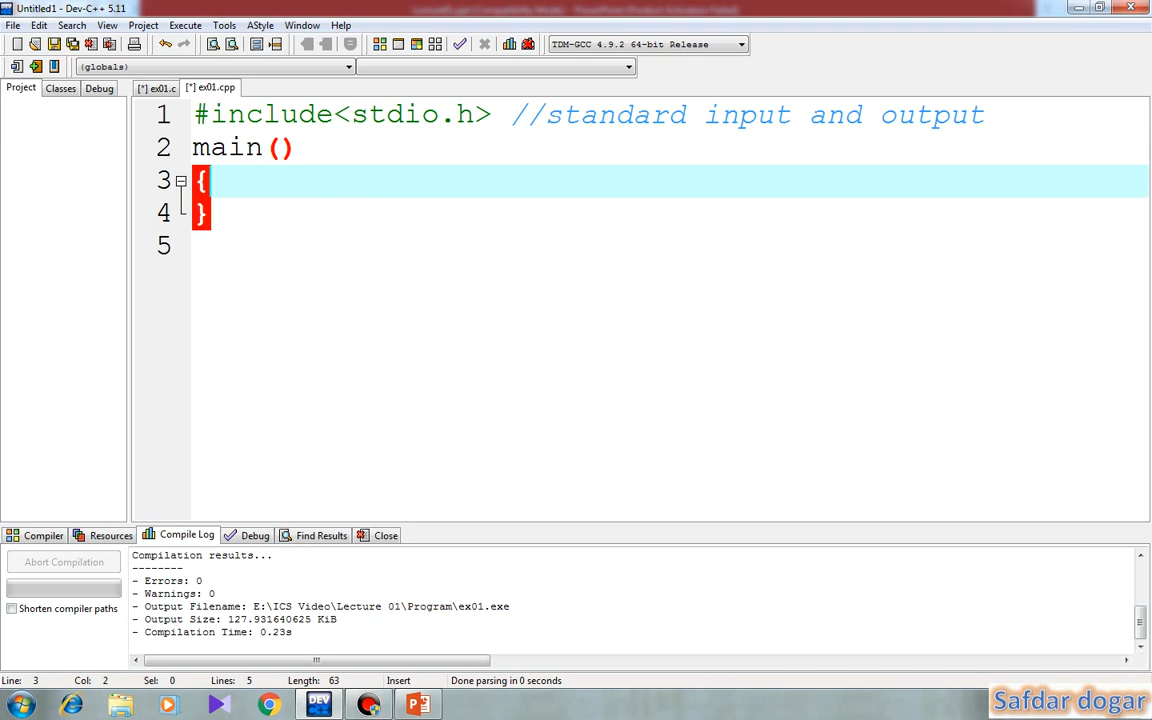 Untitled1 - Dev-C++ 5.11
File Edit Search View Project Execute Tools AStyle Window Help
TDM-GCC 4.9.2 64-bit Release
(globals)
Project Classes Debug [*] ex01.c [*] ex01.cpp
1 #include<stdio.h> //standard input and output
2 main()
3 {
4 }
5
Compiler Resources Compile Log Debug Find Results Close
Abort Compilation
Shorten compiler paths
Compilation results...
--------
- Errors: 0
- Warnings: 0
- Output Filename: E:\ICS Video\Lecture 01\Program\ex01.exe
- Output Size: 127.931640625 KiB
- Compilation Time: 0.23s
Line: 3 Col: 2 Sel: 0 Lines: 5 Length: 63 Insert Done parsing in 0 seconds
DEV
Safdar dogar